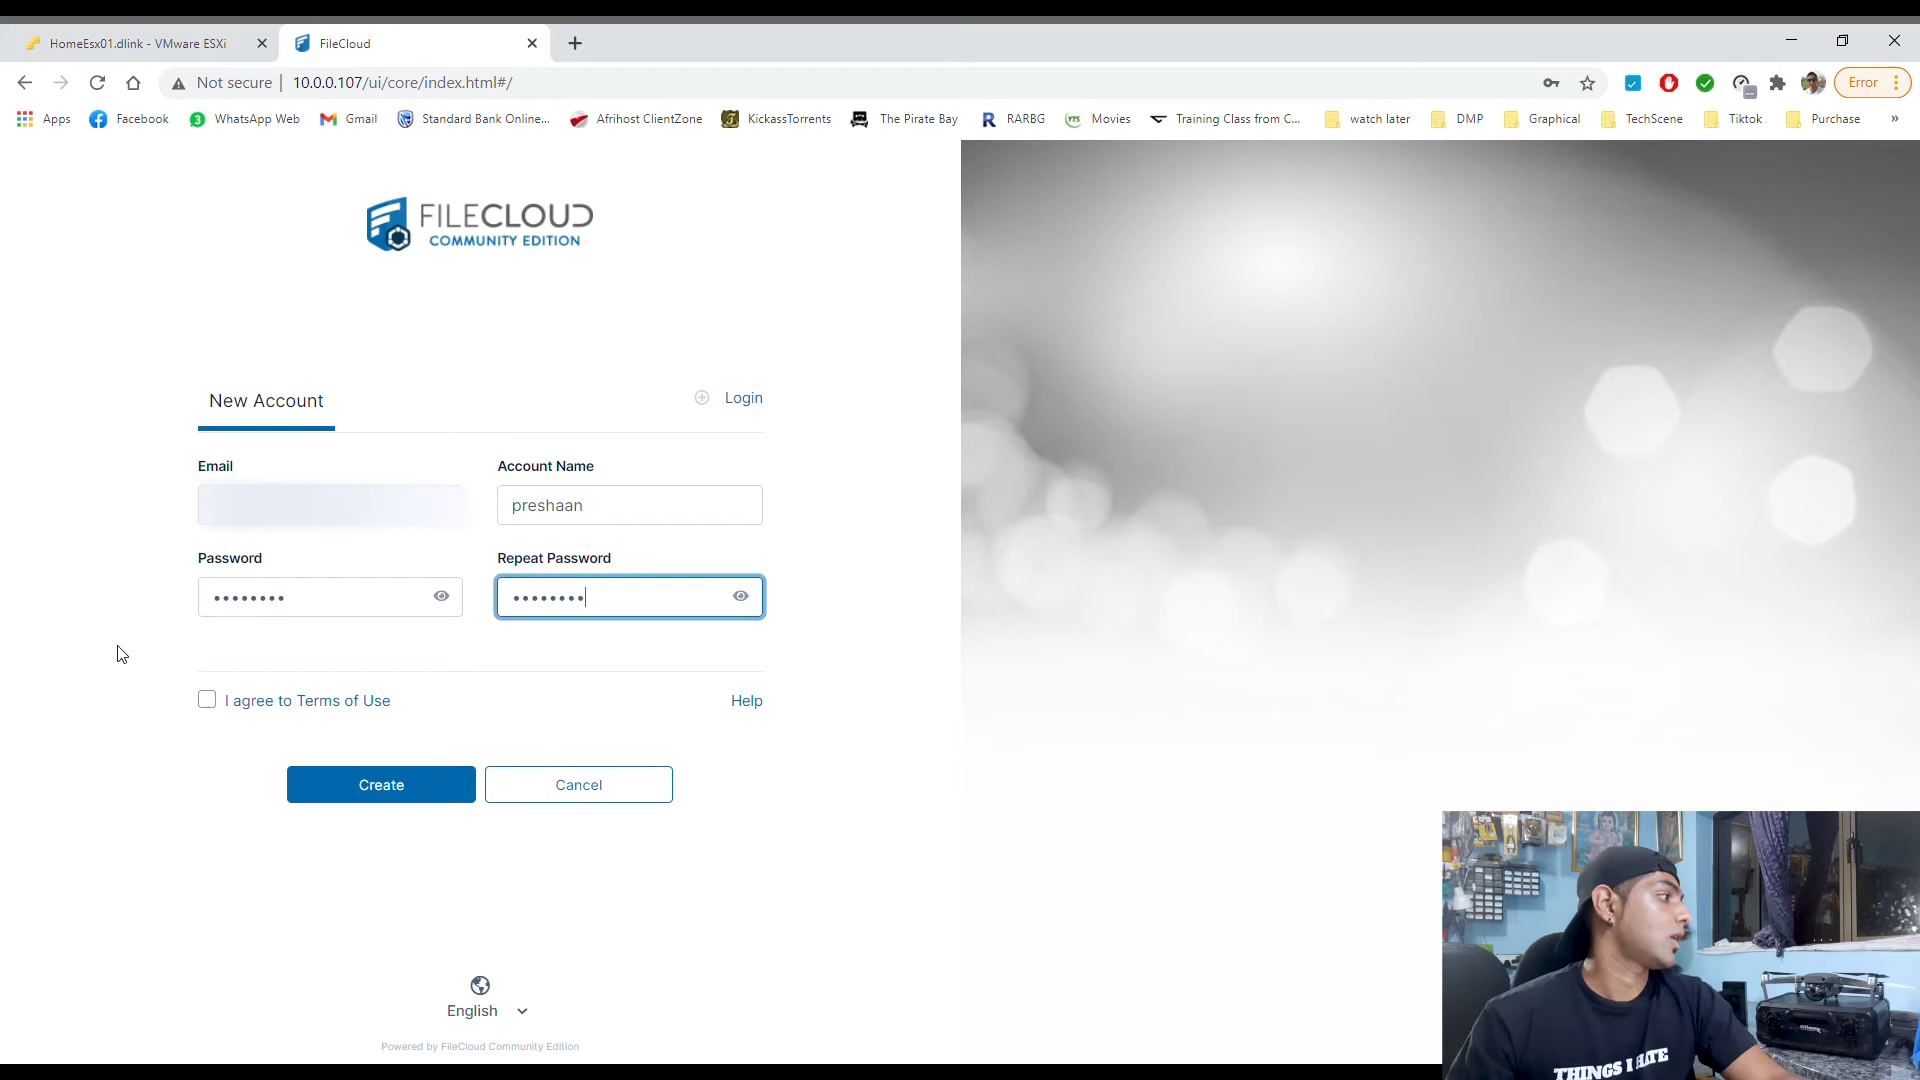 HomeEsx01.dlink - VMware ESXi
FileCloud
Not secure
10.0.0.107/ui/core/index.html#/
Error
Apps
Facebook
3
WhatsApp Web
Gmail
Standard Bank Online...
Afrihost ClientZone
KickassTorrents
The Pirate Bay
R
RARBG
YTS
Movies
Training Class from C...
watch later
DMP
Graphical
TechScene
Tiktok
Purchase
»
FILECLOUD
COMMUNITY EDITION
New Account
Login
Email
Account Name
preshaan
Password
Repeat Password
I agree to Terms of Use
Help
Create
Cancel
English
Powered by FileCloud Community Edition
THINGS I HATE